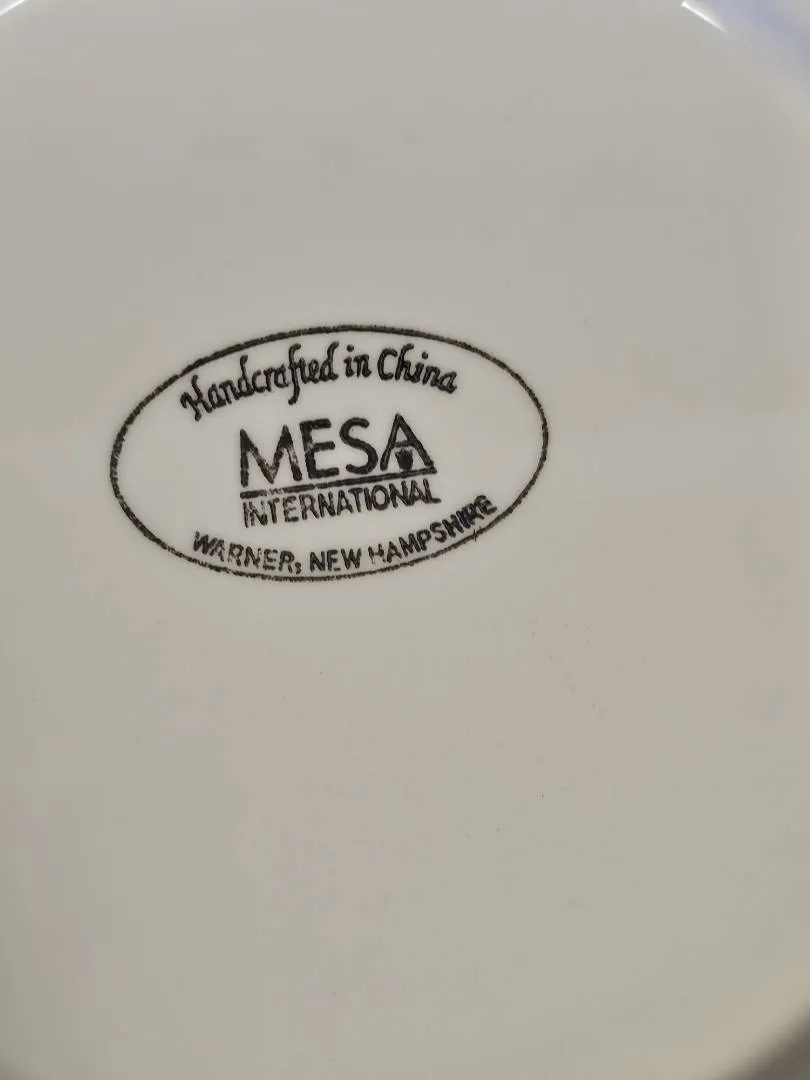 Handcrafted in China
MESA
INTERNATIONAL
WARNER, NEW HAMPSHIRE